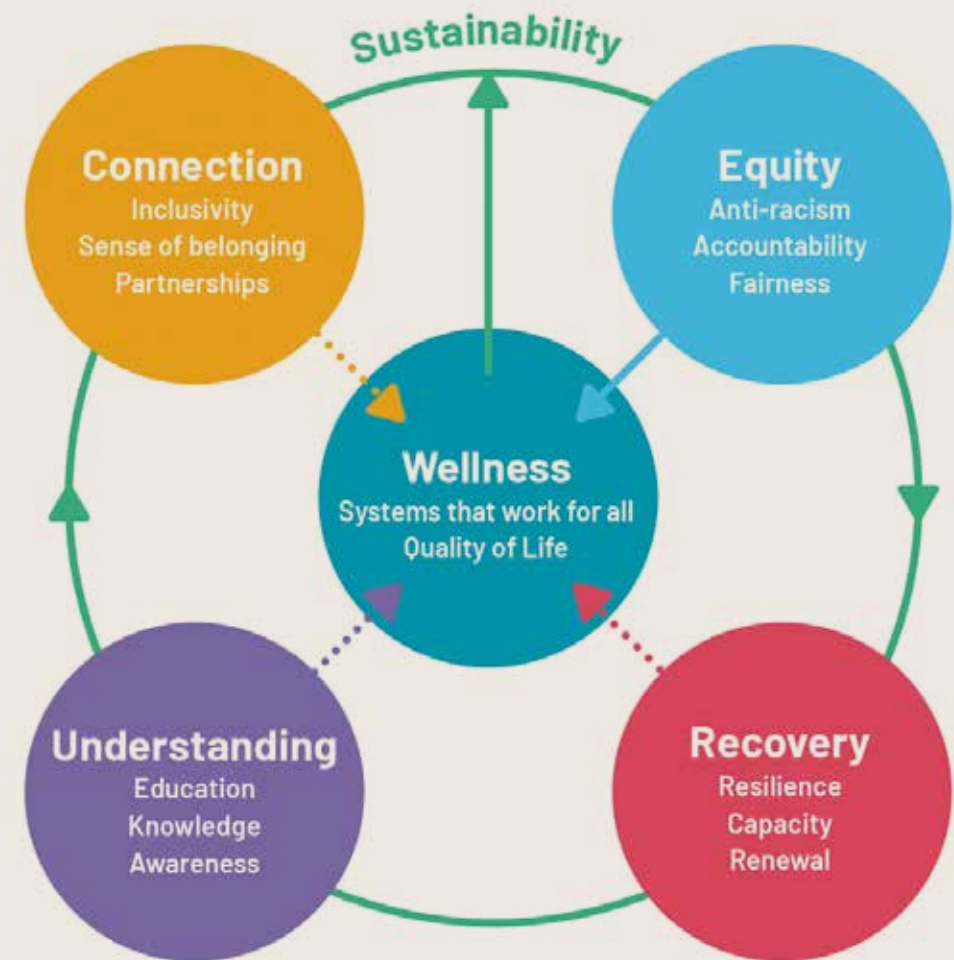 Sustainability
Connection
Inclusivity
Sense of belonging
Partnerships
Equity
Anti-racism
Accountability
Fairness
Wellness
Systems that work for all
Quality of Life
Understanding
Education
Knowledge
Awareness
Recovery
Resilience
Capacity
Renewal